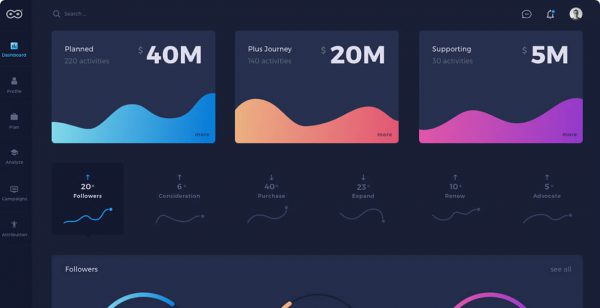 Search...
Dashboard
Profile
Plan
Analyze
Campaigns
Attribution
Planned
220 activities
$ 40M
more
Plus Journey
140 activities
$ 20M
more
Supporting
30 activities
$ 5M
more
20
Followers
6
Consideration
40
Purchase
23
Expand
10
Renew
5
Advocate
Followers
see all